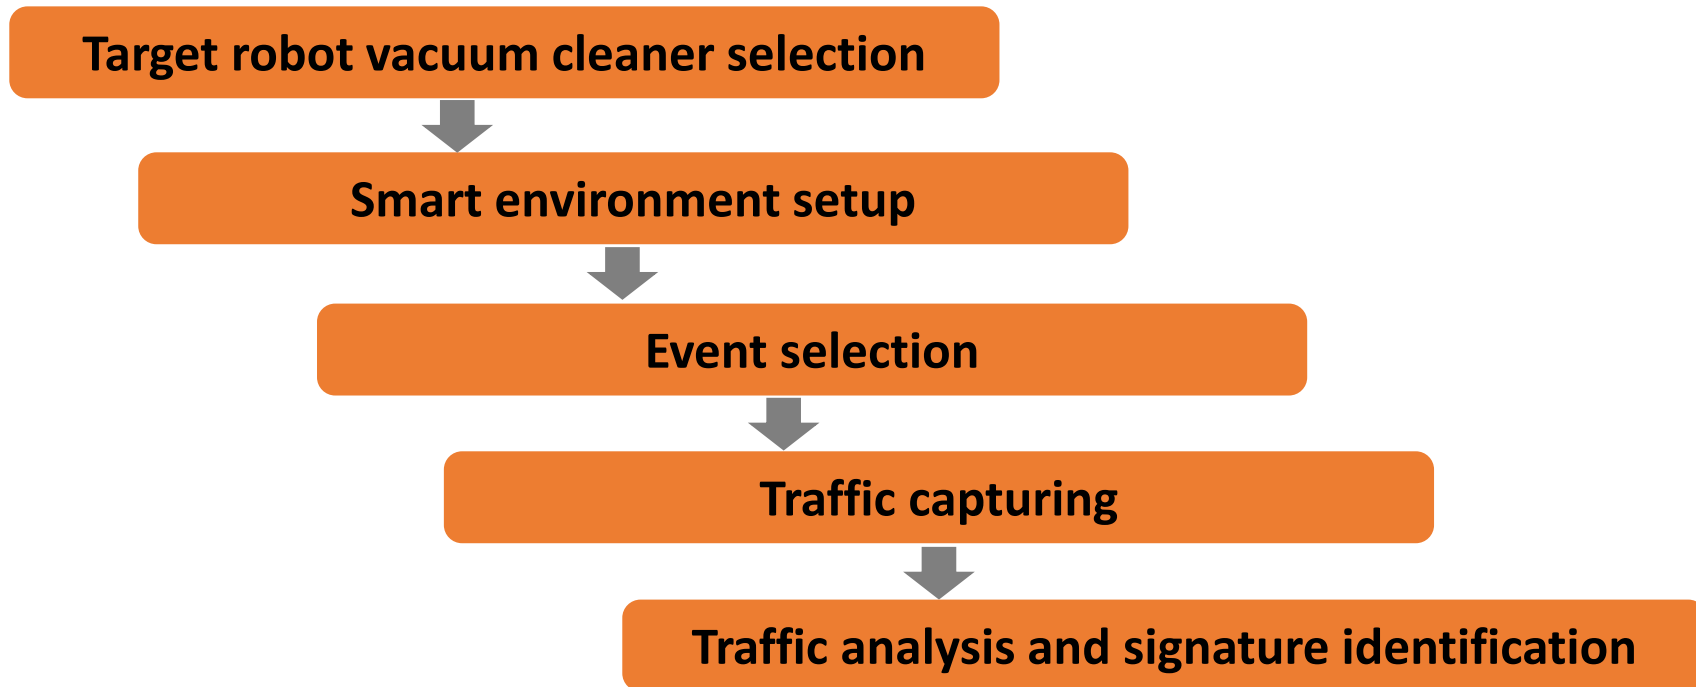 Target robot vacuum cleaner selection
Smart environment setup
Event selection
Traffic capturing
Traffic analysis and signature identification